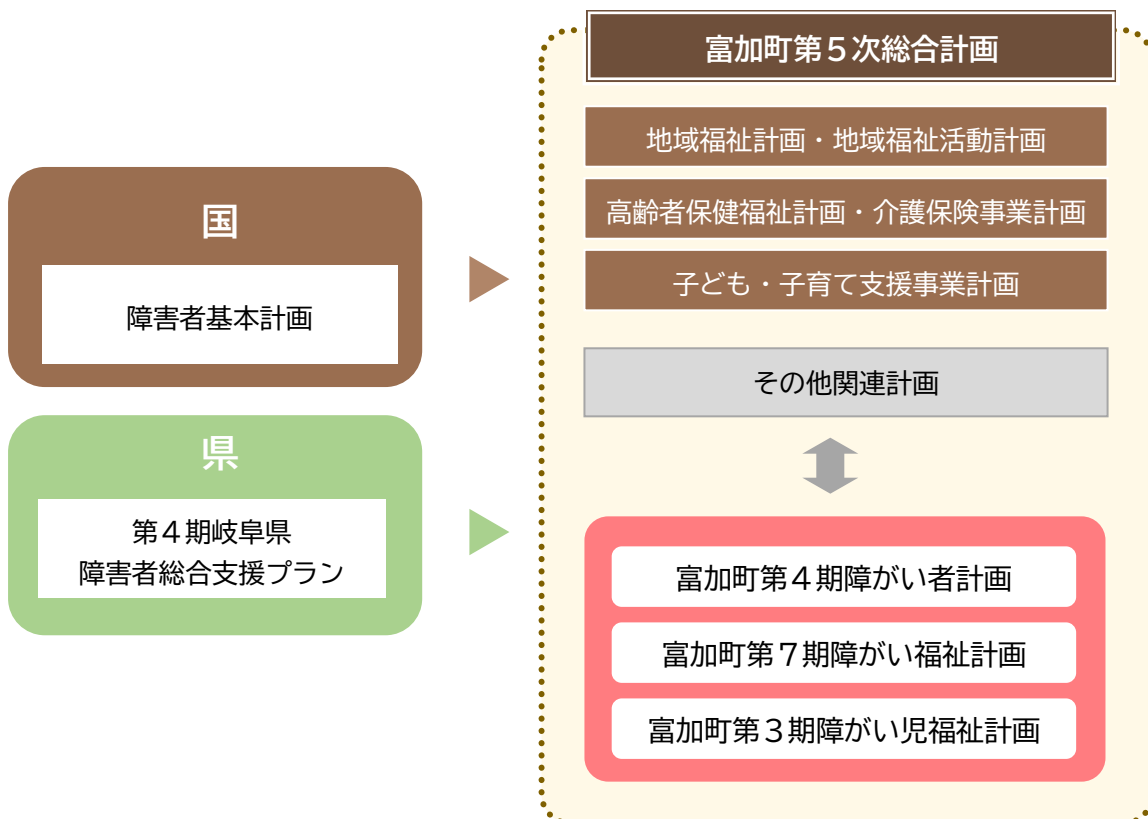 国
障害者基本計画
県
第４期岐阜県
障害者総合支援プラン
富加町第５次総合計画
地域福祉計画・地域福祉活動計画
高齢者保健福祉計画・介護保険事業計画
子ども・子育て支援事業計画
その他関連計画
富加町第４期障がい者計画
富加町第７期障がい福祉計画
富加町第３期障がい児福祉計画